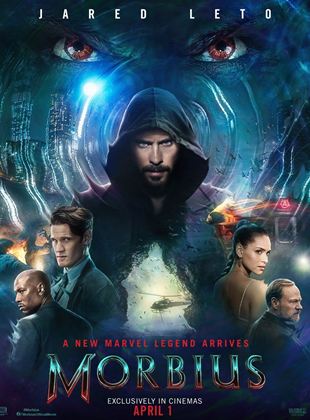 JARED LETO
A NEW MARVEL LEGEND ARRIVES
MORBIUS
EXCLUSIVELY IN CINEMAS
APRIL 1